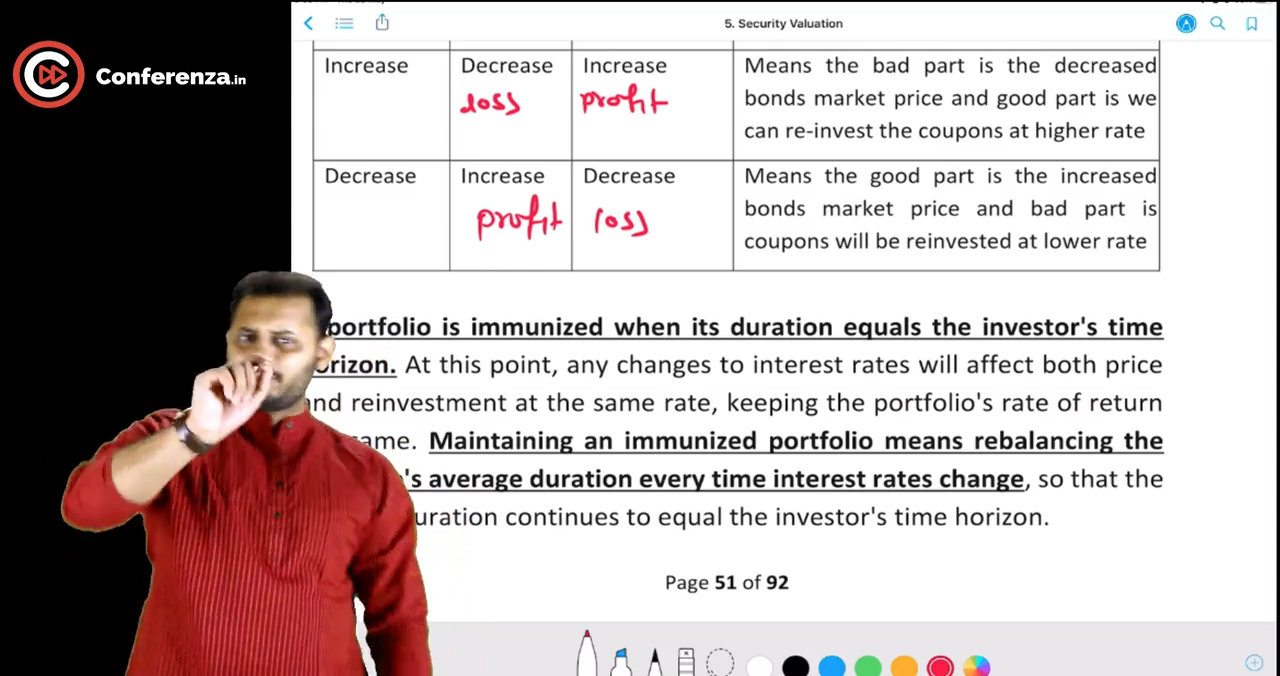 5. Security Valuation
Conferenza.in
Increase Decrease Increase Means the bad part is the decreased
loss profit bonds market price and good part is we
can re-invest the coupons at higher rate
Decrease Increase Decrease Means the good part is the increased
profit loss bonds market price and bad part is
coupons will be reinvested at lower rate
portfolio is immunized when its duration equals the investor's time
orizon. At this point, any changes to interest rates will affect both price
nd reinvestment at the same rate, keeping the portfolio's rate of return
ame. Maintaining an immunized portfolio means rebalancing the
's average duration every time interest rates change, so that the
uration continues to equal the investor's time horizon.
Page 51 of 92